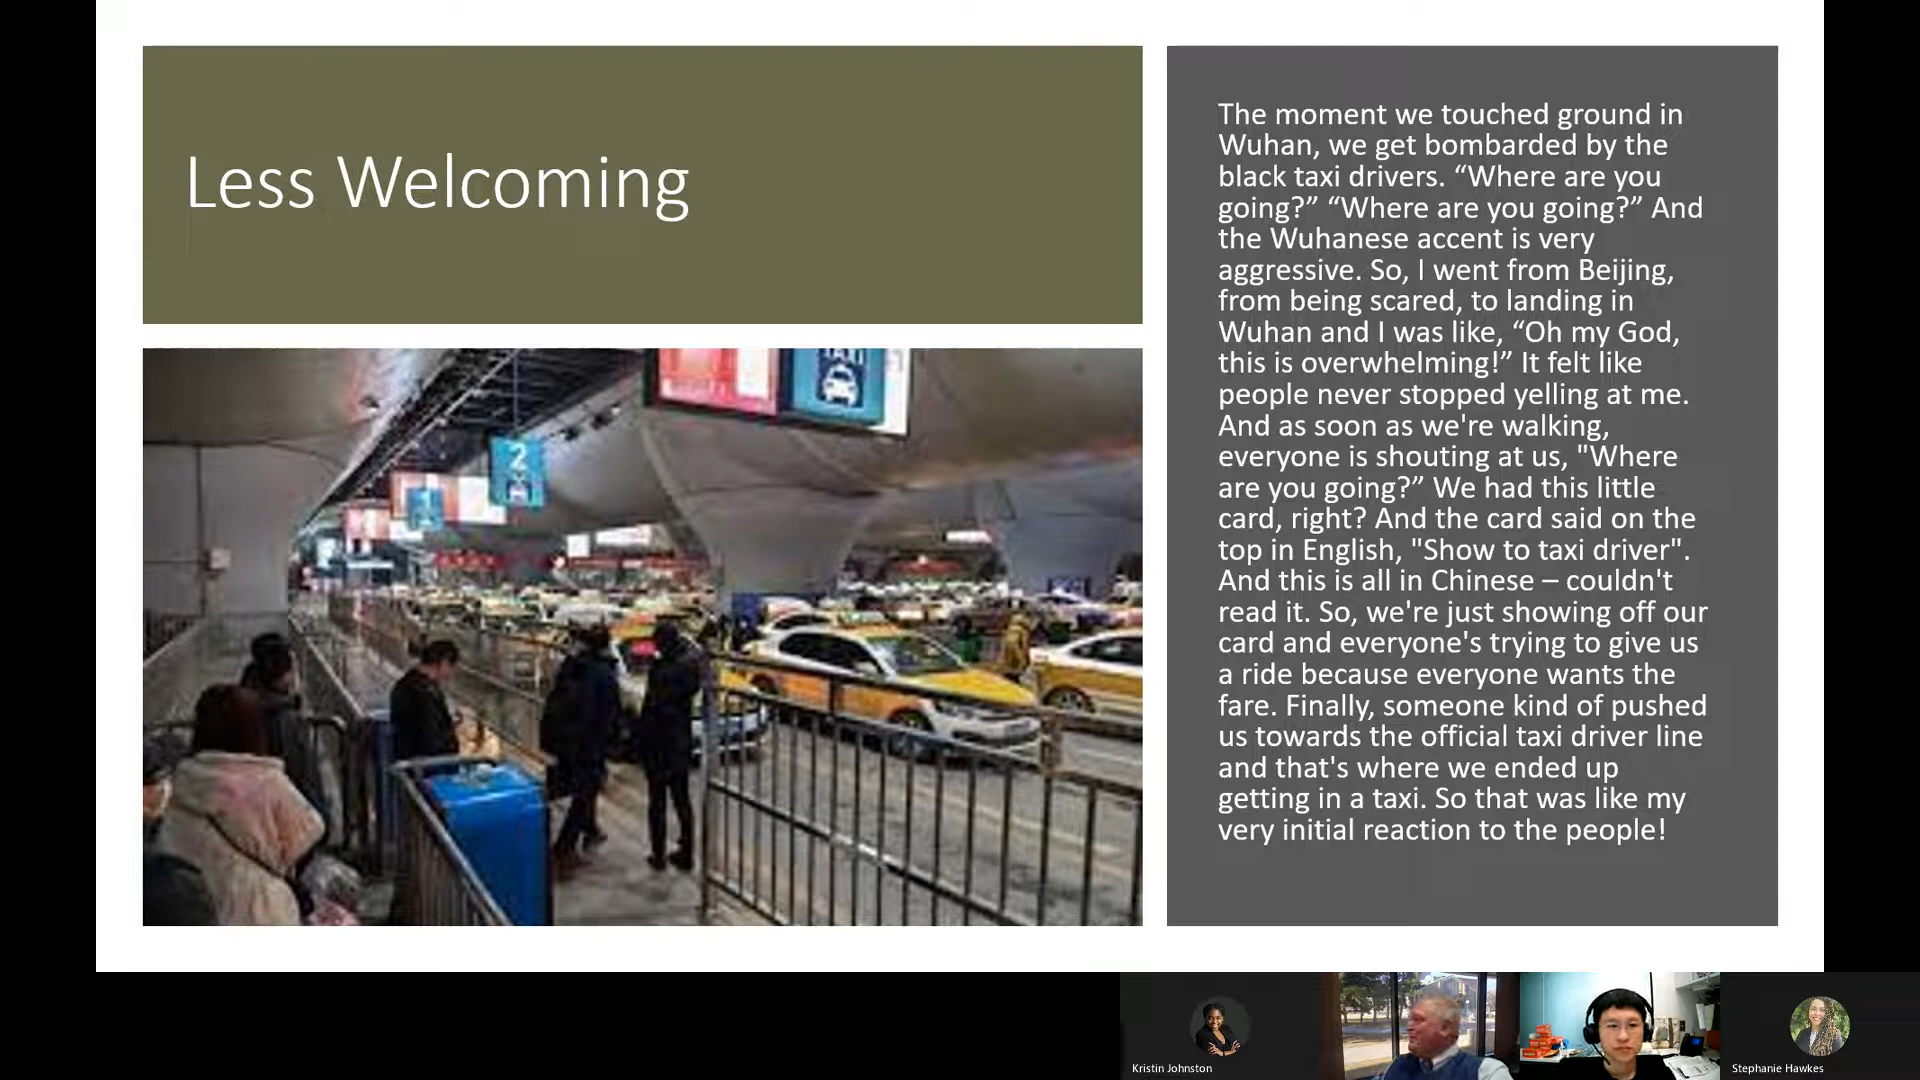 Less Welcoming
TAXI
2
The moment we touched ground in
Wuhan, we get bombarded by the
black taxi drivers. “Where are you
going?” “Where are you going?” And
the Wuhanese accent is very
aggressive. So, I went from Beijing,
from being scared, to landing in
Wuhan and I was like, “Oh my God,
this is overwhelming!” It felt like
people never stopped yelling at me.
And as soon as we're walking,
everyone is shouting at us, "Where
are you going?” We had this little
card, right? And the card said on the
top in English, "Show to taxi driver".
And this is all in Chinese – couldn't
read it. So, we're just showing off our
card and everyone's trying to give us
a ride because everyone wants the
fare. Finally, someone kind of pushed
us towards the official taxi driver line
and that's where we ended up
getting in a taxi. So that was like my
very initial reaction to the people!
Kristin Johnston
Stephanie Hawkes